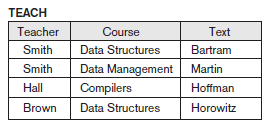 TEACH
Teacher Course Text
Smith Data Structures Bartram
Smith Data Management Martin
Hall Compilers Hoffman
Brown Data Structures Horowitz